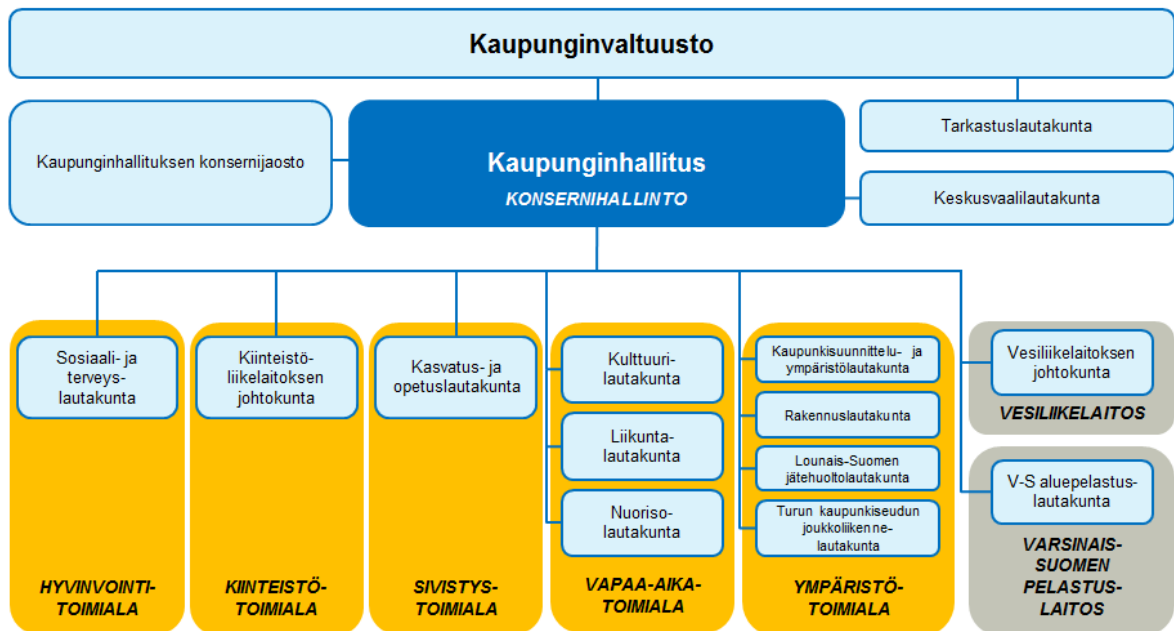 Kaupunginvaltuusto
Kaupunginhallituksen konsernijaosto
Kaupunginhallitus
KONSERNIHALLINTO
Tarkastuslautakunta
Keskusvaalilautakunta
Sosiaali- ja
terveys-
lautakunta
HYVINVOINTI-
TOIMIALA
Kiinteistö-
liikelaitoksen
johtokunta
KIINTEISTÖ-
TOIMIALA
Kasvatus- ja
opetuslautakunta
SIVISTYS-
TOIMIALA
Kulttuuri-
lautakunta
Liikunta-
lautakunta
Nuoriso-
lautakunta
VAPAA-AIKA-
TOIMIALA
Kaupunkisuunnittelu- ja
ympäristölautakunta
Rakennuslautakunta
Lounais-Suomen
jätehuoltolautakunta
Turun kaupunkiseudun
joukkoliikenne-
lautakunta
YMPÄRISTÖ-
TOIMIALA
Vesiliikelaitoksen
johtokunta
VESILIIKELAITOS
V-S aluepelastus-
lautakunta
VARSINAIS-
SUOMEN
PELASTUS-
LAITOS